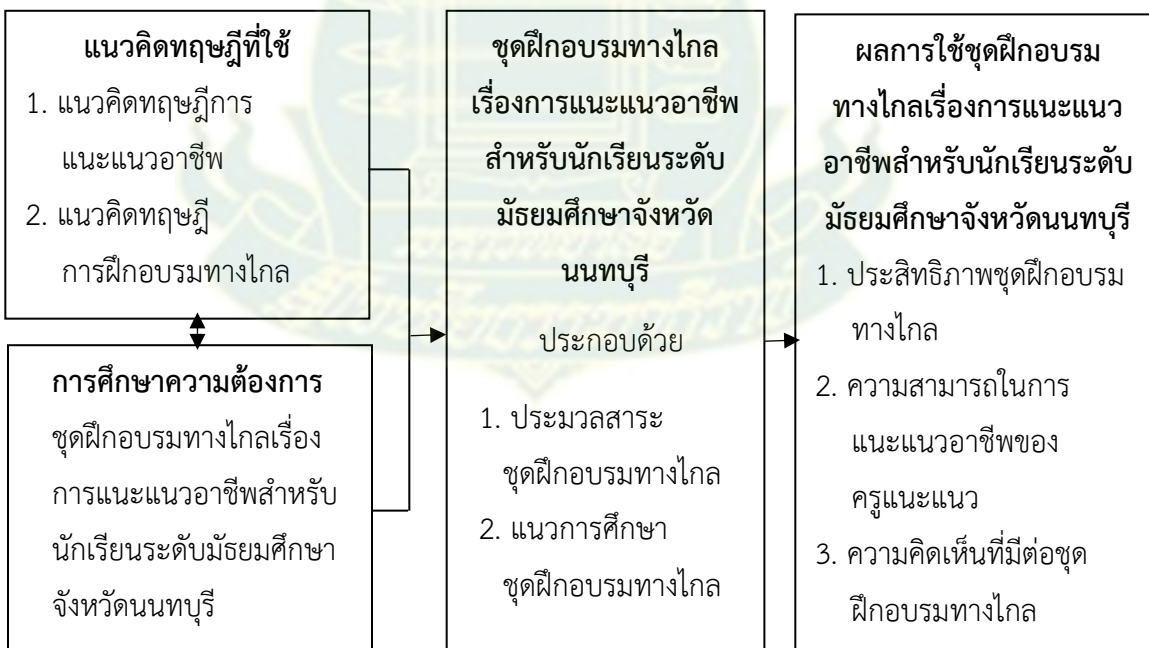 แนวคิดทฤษฎีที่ใช้
1. แนวคิดทฤษฎีการ
แนะแนวอาชีพ
2. แนวคิดทฤษฎี
การฝึกอบรมทางไกล
การศึกษาความต้องการ
ชุดฝึกอบรมทางไกลเรื่อง
การแนะแนวอาชีพสำหรับ
นักเรียนระดับมัธยมศึกษา
จังหวัดนนทบุรี
ชุดฝึกอบรมทางไกล
เรื่องการแนะแนวอาชีพ
สำหรับนักเรียนระดับ
มัธยมศึกษาจังหวัด
นนทบุรี
ประกอบด้วย
1. ประมวลสาระ
ชุดฝึกอบรมทางไกล
2. แนวการศึกษา
ชุดฝึกอบรมทางไกล
ผลการใช้ชุดฝึกอบรม
ทางไกลเรื่องการแนะแนว
อาชีพสำหรับนักเรียนระดับ
มัธยมศึกษาจังหวัดนนทบุรี
1. ประสิทธิภาพชุดฝึกอบรม
ทางไกล
2. ความสามารถในการ
แนะแนวอาชีพของ
ครูแนะแนว
3. ความคิดเห็นที่มีต่อชุด
ฝึกอบรมทางไกล